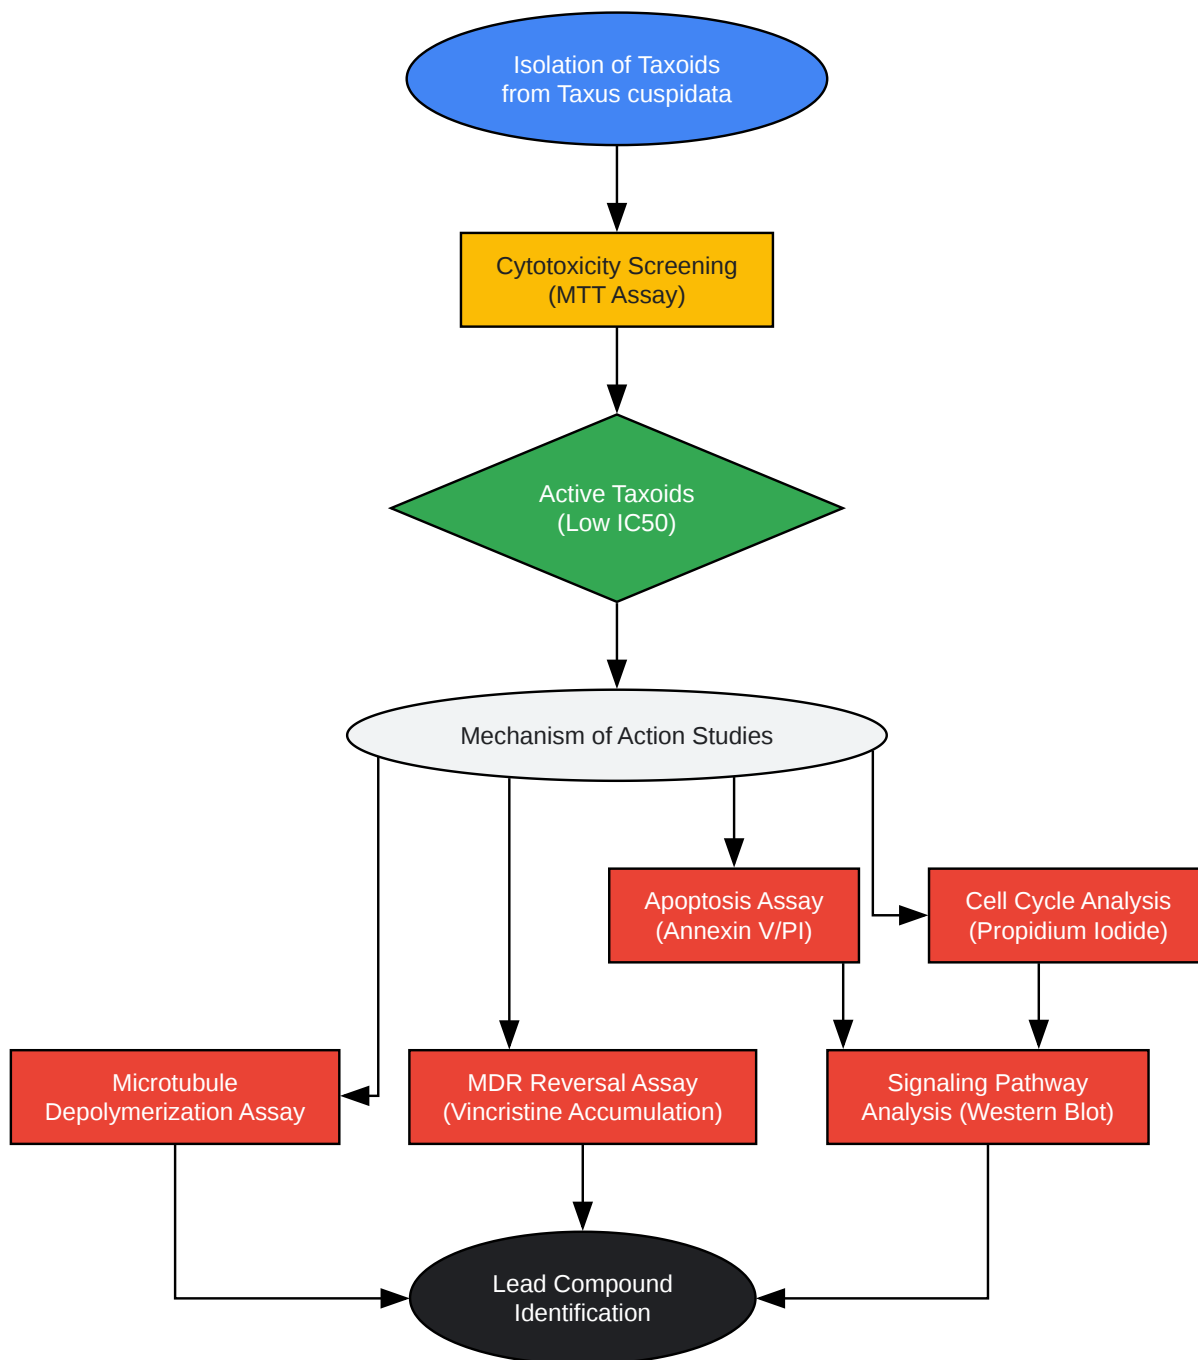 Isolation of Taxoids
from Taxus cuspidata
Cytotoxicity Screening
(MTT Assay)
Active Taxoids
(Low IC50)
Mechanism of Action Studies
Apoptosis Assay
(Annexin V/PI)
Cell Cycle Analysis
(Propidium Iodide)
Microtubule
Depolymerization Assay
MDR Reversal Assay
(Vincristine Accumulation)
Signaling Pathway
Analysis (Western Blot)
Lead Compound
Identification